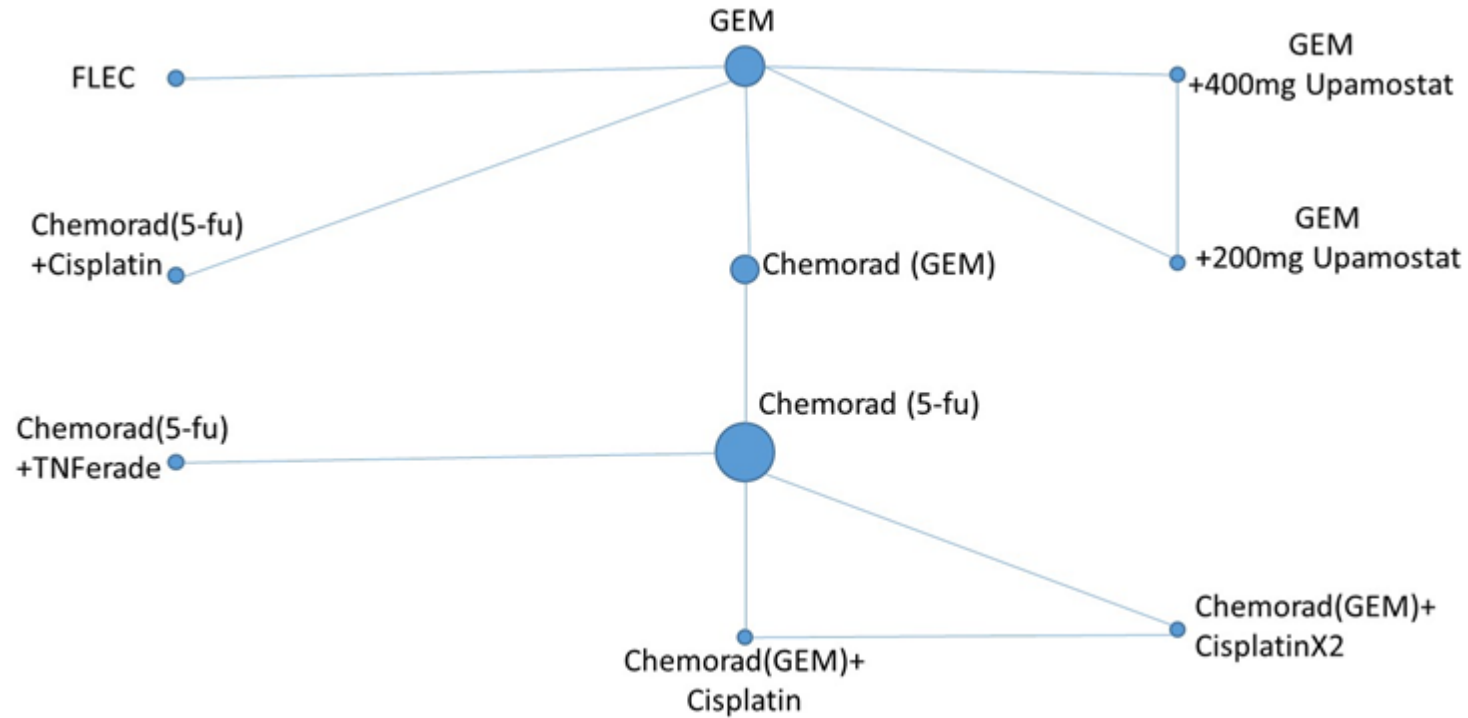 GEM
FLEC
GEM
+400mg Upamostat
Chemorad(5-fu)
+Cisplatin
GEM
+200mg Upamostat
Chemorad (GEM)
Chemorad (5-fu)
Chemorad(5-fu)
+TNFerade
Chemorad(GEM)+
CisplatinX2
Chemorad(GEM)+
Cisplatin